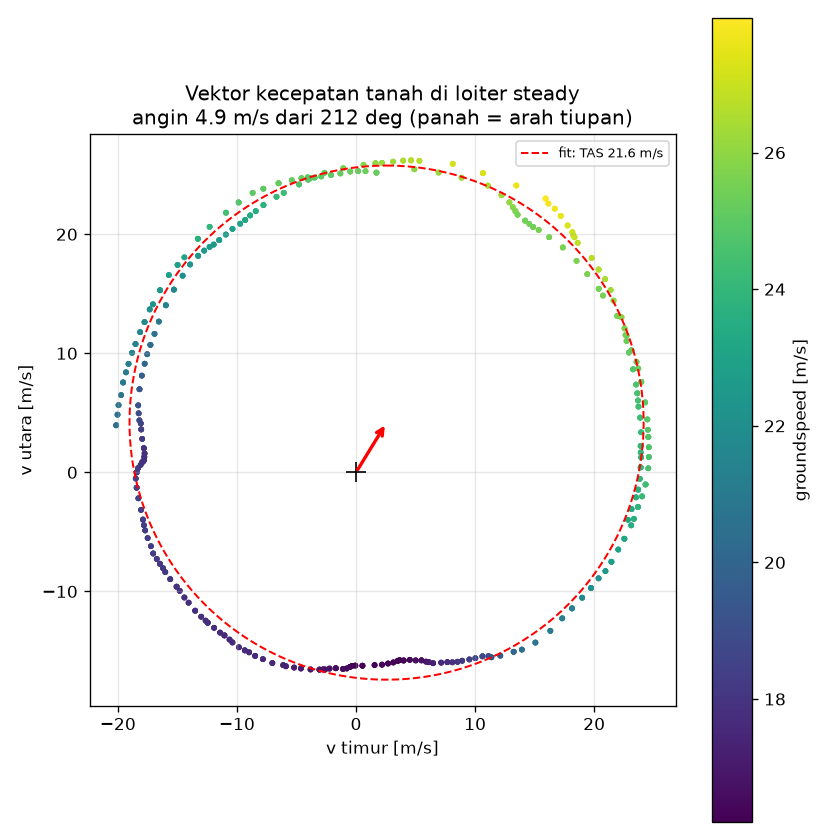 Vektor kecepatan tanah di loiter steady
angin 4.9 m/s dari 212 deg (panah = arah tiupan)
fit: TAS 21.6 m/s
20
10
0
−10
v utara [m/s]
−20
−10
0
10
20
v timur [m/s]
26
24
22
20
18
groundspeed [m/s]